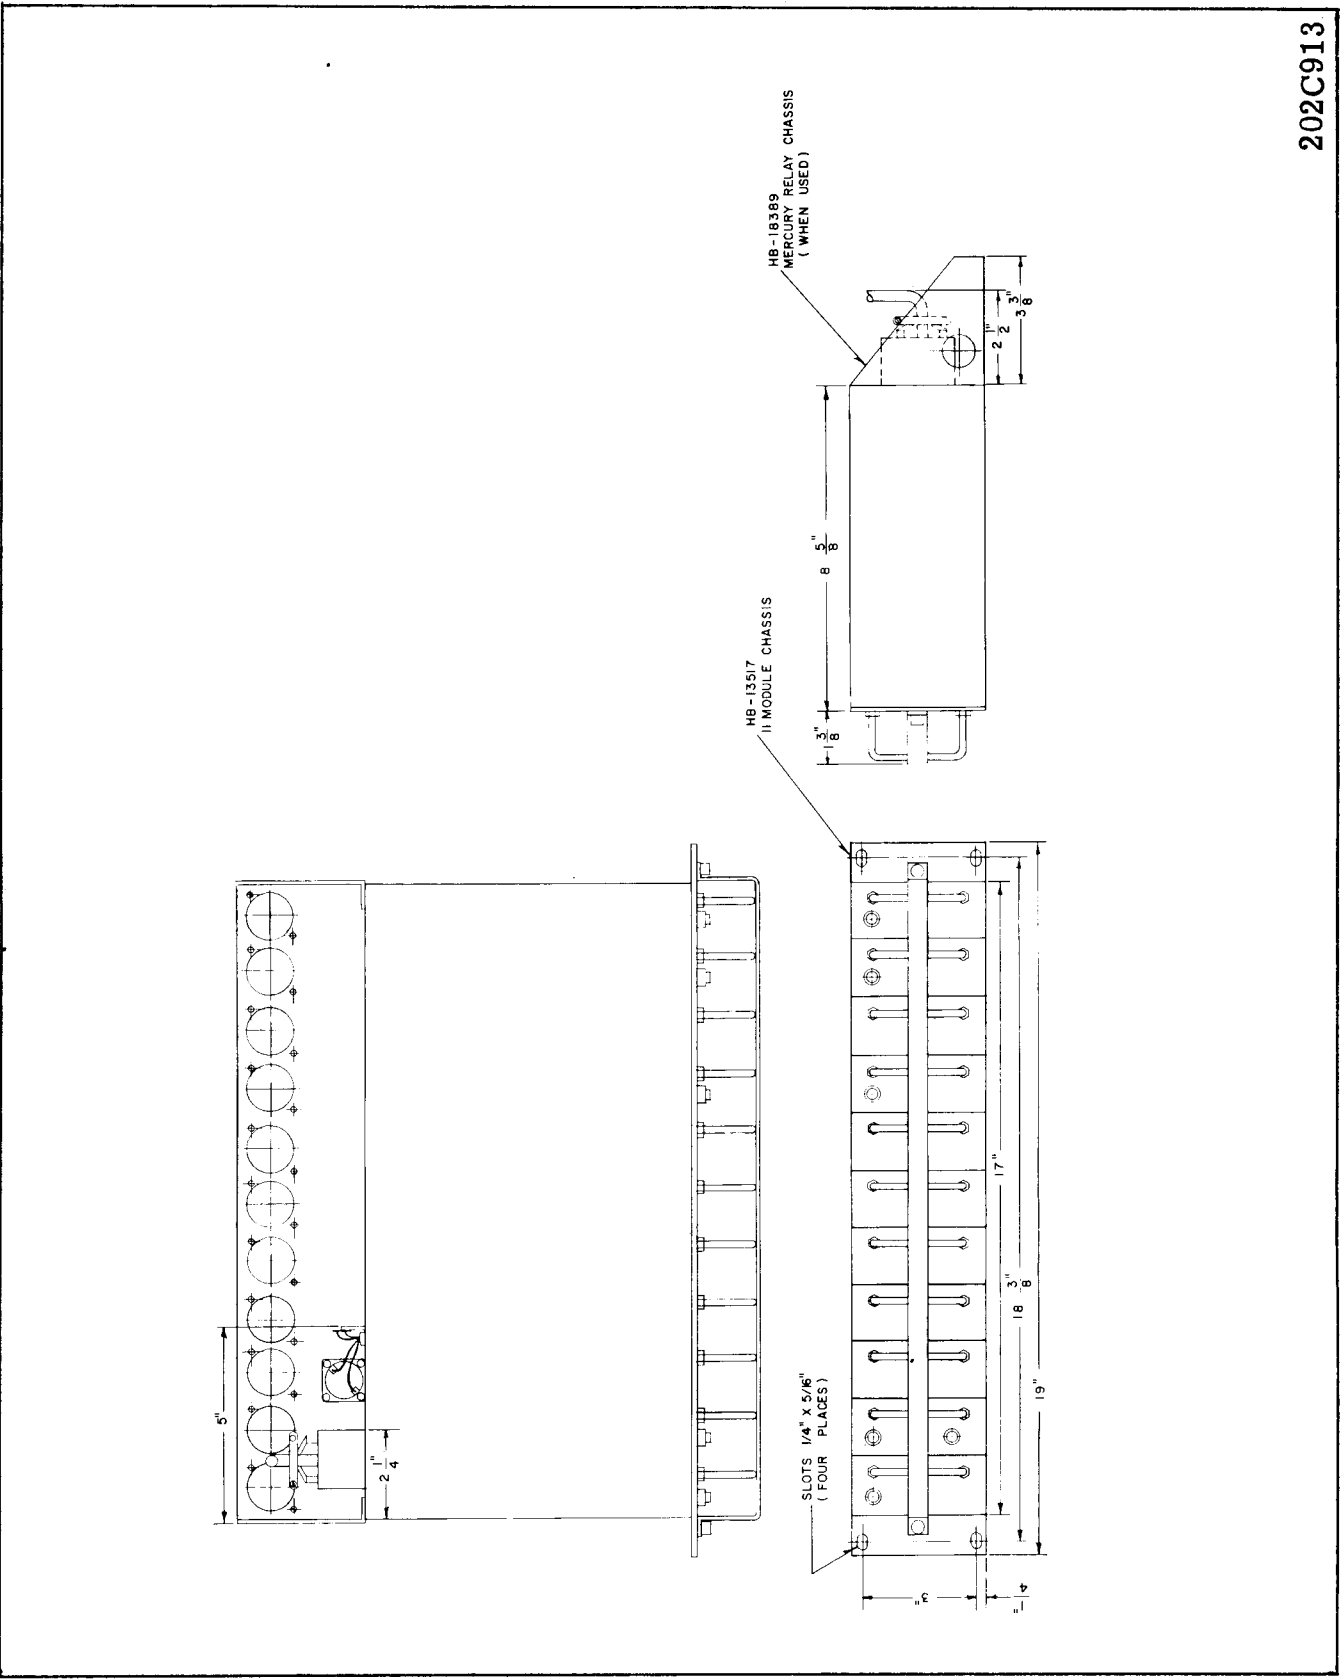 202C913
HB-18389
MERCURY RELAY CHASSIS
(WHEN USED)
2 1/2"
3 3/8"
8 5/8"
1 3/8"
HB-13517
11 MODULE CHASSIS
5"
2 1/4"
SLOTS 1/4" X 5/16"
(FOUR PLACES)
17"
18 3/8"
19"
3"
1/4"